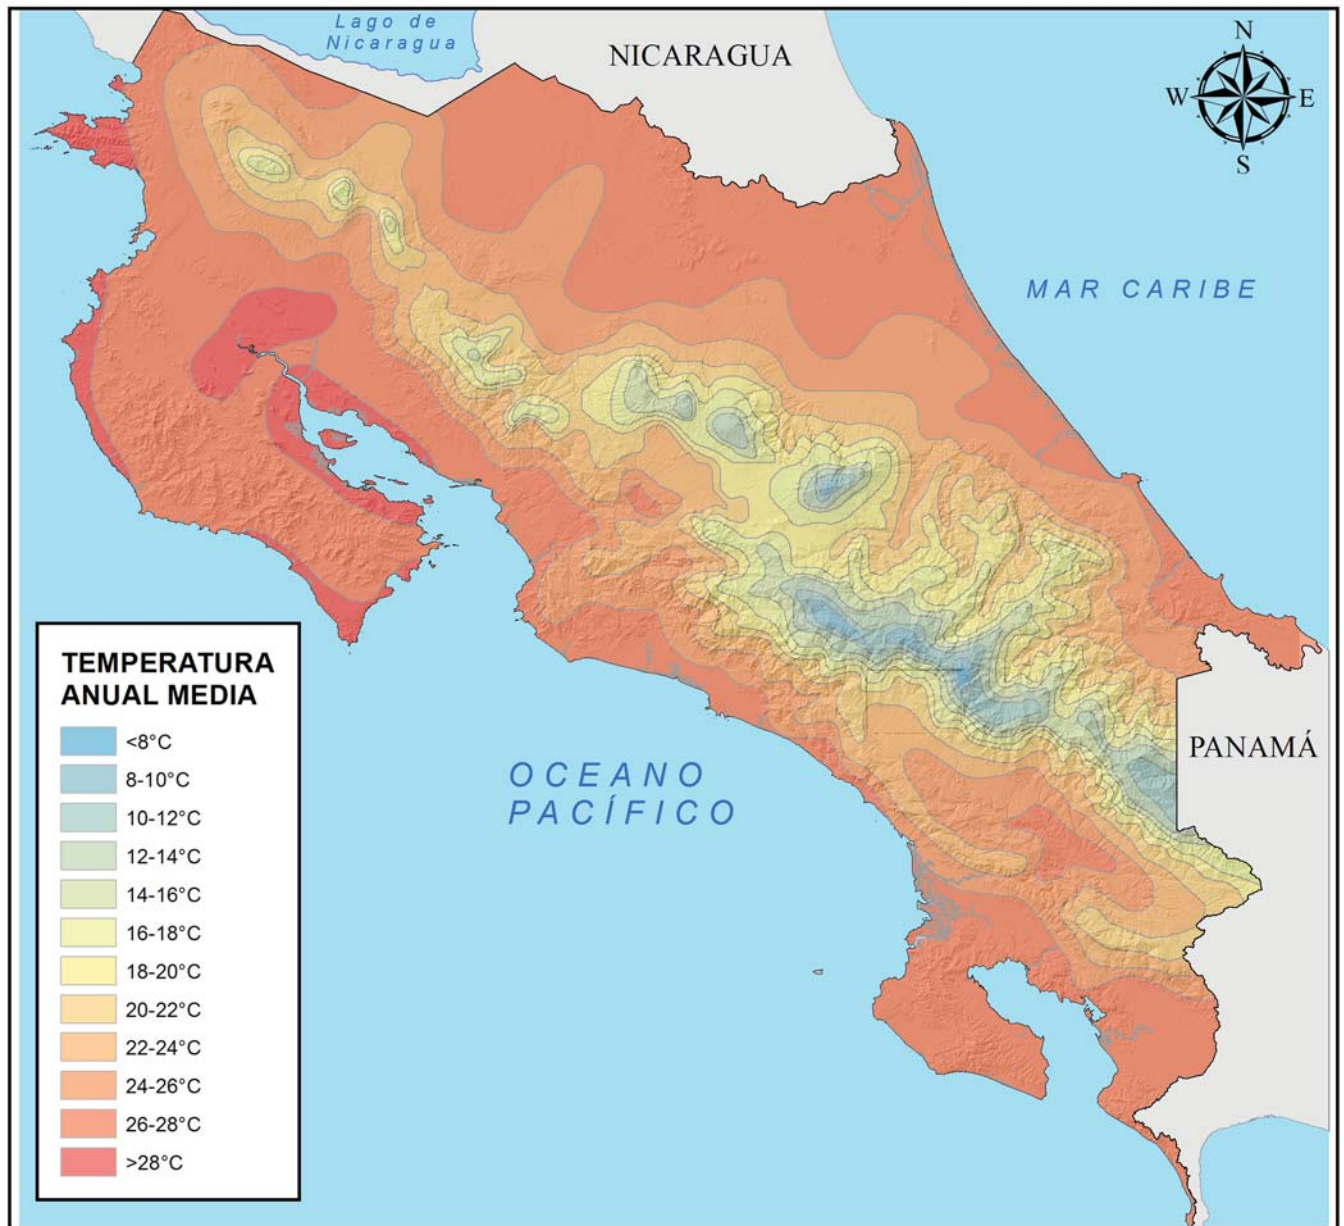 Lago de
Nicaragua
NICARAGUA
N
W
E
S
MAR CARIBE
TEMPERATURA
ANUAL MEDIA
<8°C
8-10°C
10-12°C
12-14°C
14-16°C
16-18°C
18-20°C
20-22°C
22-24°C
24-26°C
26-28°C
>28°C
OCEANO
PACÍFICO
PANAMÁ